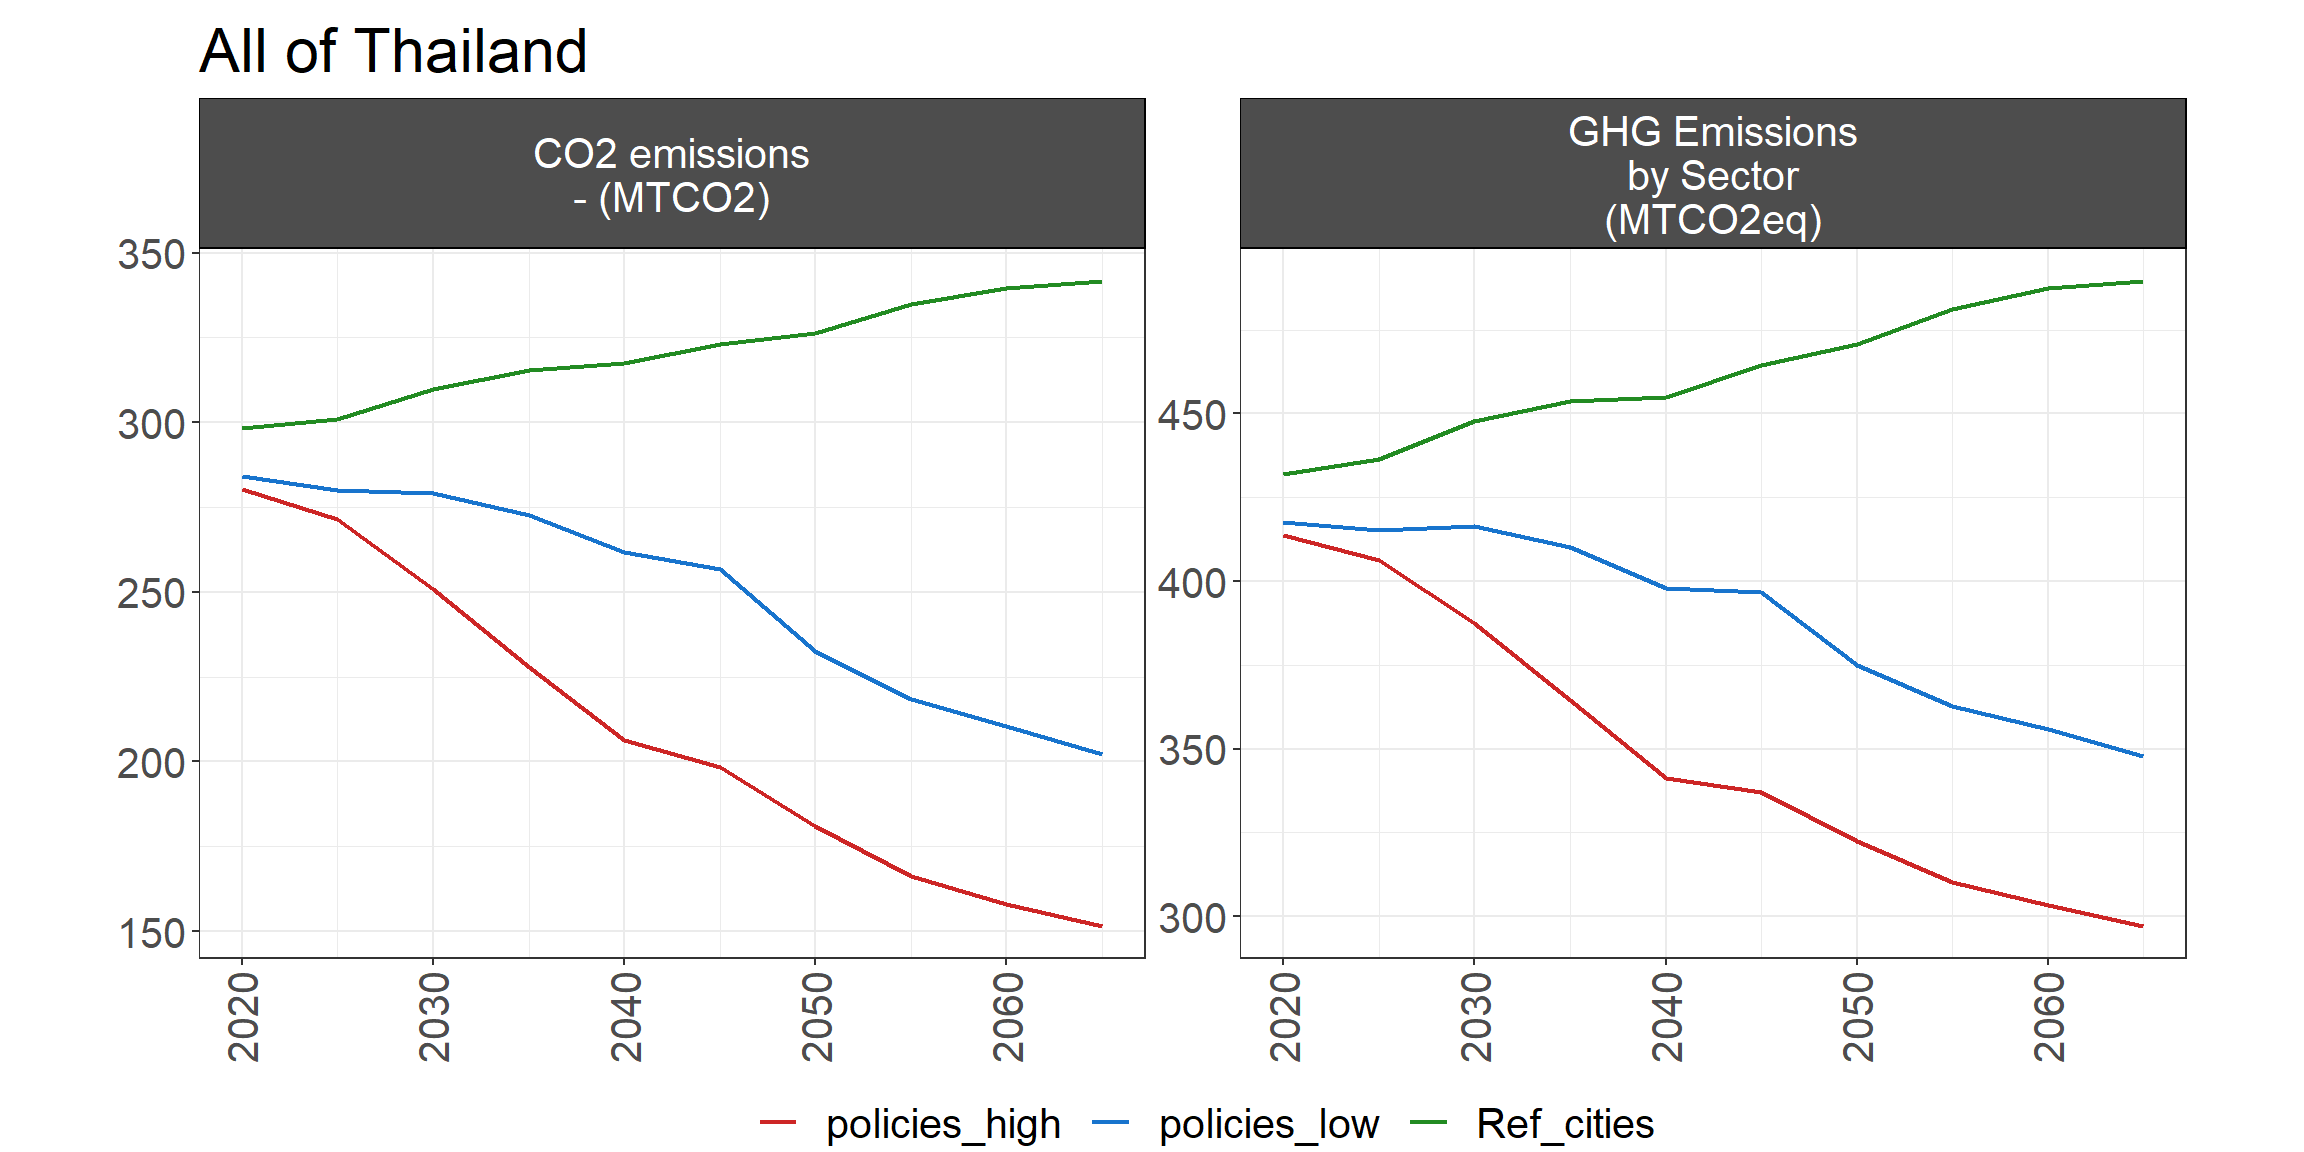 All of Thailand
CO2 emissions
- (MTCO2)
GHG Emissions
by Sector
(MTCO2eq)
350
300
250
200
150
450
400
350
300
2020
2030
2040
2050
2060
2020
2030
2040
2050
2060
policies_high
policies_low
Ref_cities